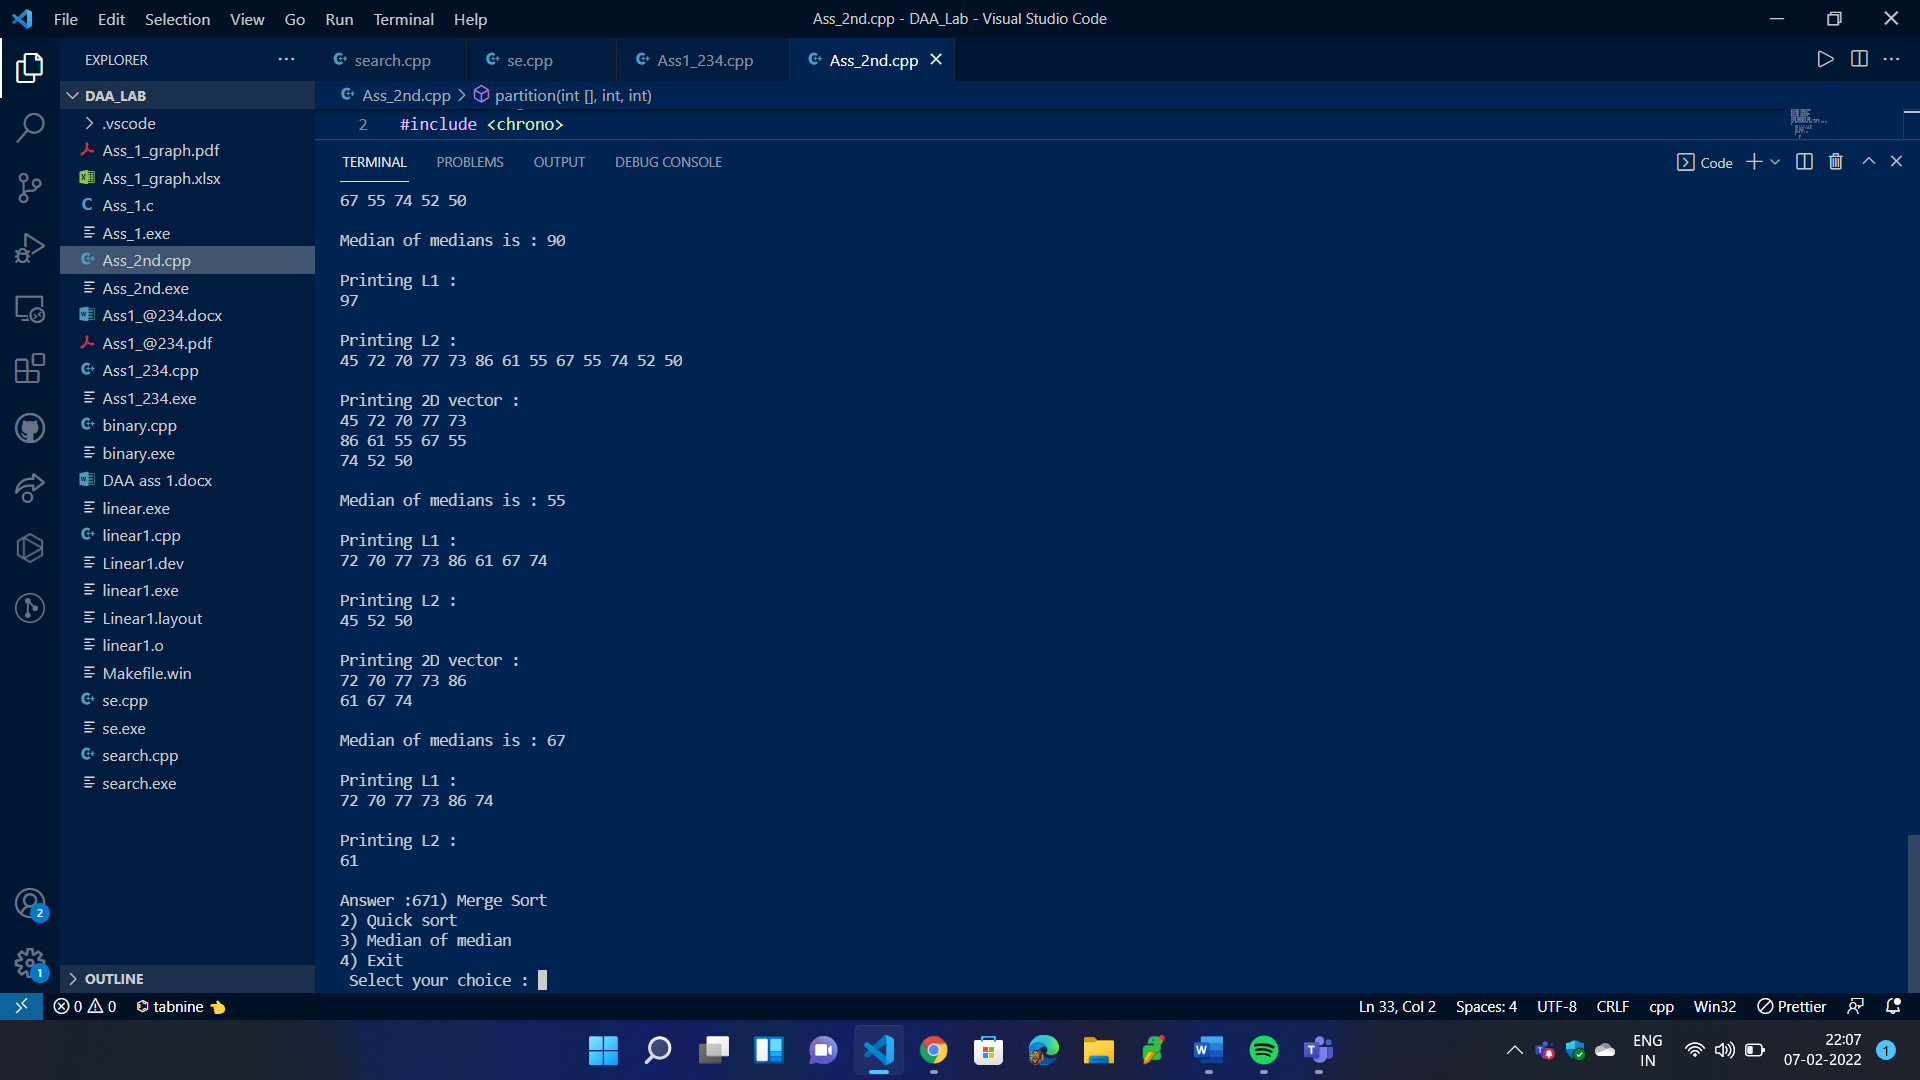 File Edit Selection View Go Run Terminal Help
Ass_2nd.cpp - DAA_Lab - Visual Studio Code
EXPLORER
search.cpp
se.cpp
Ass1_234.cpp
Ass_2nd.cpp
DAA_LAB
Ass_2nd.cpp > partition(int [], int, int)
2 #include <chrono>
.vscode
Ass_1_graph.pdf
Ass_1_graph.xlsx
Ass_1.c
Ass_1.exe
Ass_2nd.cpp
Ass_2nd.exe
Ass1_@234.docx
Ass1_@234.pdf
Ass1_234.cpp
Ass1_234.exe
binary.cpp
binary.exe
DAA ass 1.docx
linear.exe
linear1.cpp
Linear1.dev
linear1.exe
Linear1.layout
linear1.o
Makefile.win
se.cpp
se.exe
search.cpp
search.exe
OUTLINE
TERMINAL PROBLEMS OUTPUT DEBUG CONSOLE
Code
67 55 74 52 50
Median of medians is : 90
Printing L1 :
97
Printing L2 :
45 72 70 77 73 86 61 55 67 55 74 52 50
Printing 2D vector :
45 72 70 77 73
86 61 55 67 55
74 52 50
Median of medians is : 55
Printing L1 :
72 70 77 73 86 61 67 74
Printing L2 :
45 52 50
Printing 2D vector :
72 70 77 73 86
61 67 74
Median of medians is : 67
Printing L1 :
72 70 77 73 86 74
Printing L2 :
61
Answer :671) Merge Sort
2) Quick sort
3) Median of median
4) Exit
Select your choice :
2
1
0 0 tabnine
Ln 33, Col 2 Spaces: 4 UTF-8 CRLF cpp Win32 Prettier
ENG
IN
22:07
07-02-2022
1